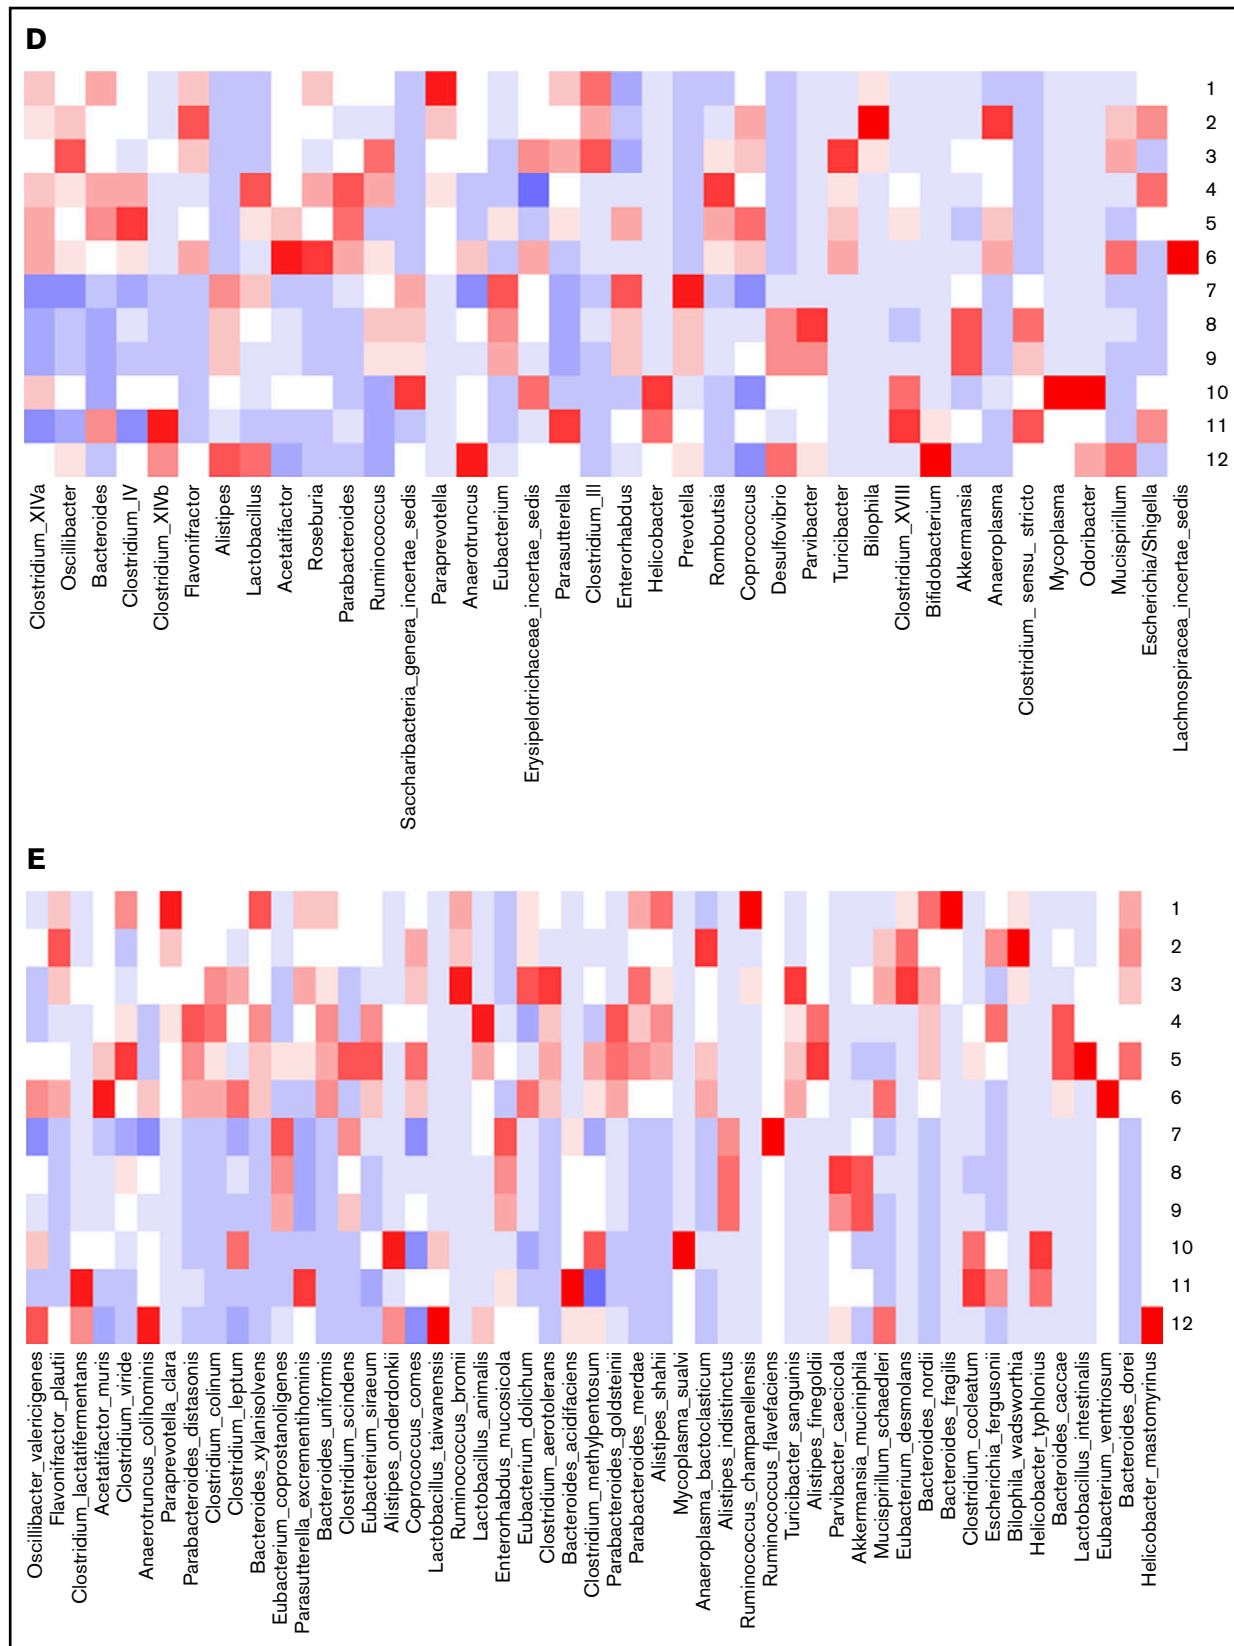 D
1
2
3
4
5
6
7
8
9
10
11
12
Clostridium_XIVa
Oscillibacter
Bacteroides
Clostridium_IV
Clostridium_XIVb
Flavonifractor
Alistipes
Lactobacillus
Acetatifactor
Roseburia
Parabacteroides
Ruminococcus
Saccharibacteria_genera_incertae_sedis
Paraprevotella
Anaerotruncus
Eubacterium
Erysipelotrichaceae_incertae_sedis
Parasutterella
Clostridium_III
Enterorhabdus
Helicobacter
Prevotella
Romboutsia
Coprococcus
Desulfovibrio
Parvibacter
Turicibacter
Bilophila
Clostridium_XVIII
Bifidobacterium
Akkermansia
Anaeroplasma
Clostridium_ sensu_ stricto
Mycoplasma
Odoribacter
Mucispirillum
Escherichia/Shigella
Lachnospiracea_incertae_sedis
E
1
2
3
4
5
6
7
8
9
10
11
12
Oscillibacter_valericigenes
Flavonifractor_plautii
Clostridium_lactatifermentans
Acetatifactor_muris
Clostridium_viride
Anaerotruncus_colihominis
Paraprevotella_clara
Parabacteroides_distasonis
Clostridium_colinum
Clostridium_leptum
Bacteroides_xylanisolvens
Eubacterium_coprostanoligenes
Parasutterella_excrementihominis
Bacteroides_uniformis
Clostridium_scindens
Eubacterium_siraeum
Alistipes_onderdonkii
Coprococcus_comes
Lactobacillus_taiwanensis
Ruminococcus_bromii
Lactobacillus_animalis
Enterorhabdus_mucosicola
Eubacterium_dolichum
Clostridium_aerotolerans
Bacteroides_acidifaciens
Clostridium_methylpentosum
Parabacteroides_goldsteinii
Parabacteroides_merdae
Alistipes_shahii
Mycoplasma_sualvi
Anaeroplasma_bactoclasticum
Alistipes_indistinctus
Ruminococcus_champanellensis
Ruminococcus_flavefaciens
Turicibacter_sanguinis
Alistipes_finegoldii
Parvibacter_caecicola
Akkermansia_muciniphila
Mucispirillum_schaedleri
Eubacterium_desmolans
Bacteroides_nordii
Bacteroides_fragilis
Clostridium_cocleatum
Escherichia_fergusonii
Bilophila_wadsworthia
Helicobacter_typhlonius
Bacteroides_caccae
Lactobacillus_intestinalis
Eubacterium_ventriosum
Bacteroides_dorei
Helicobacter_mastomyrinus